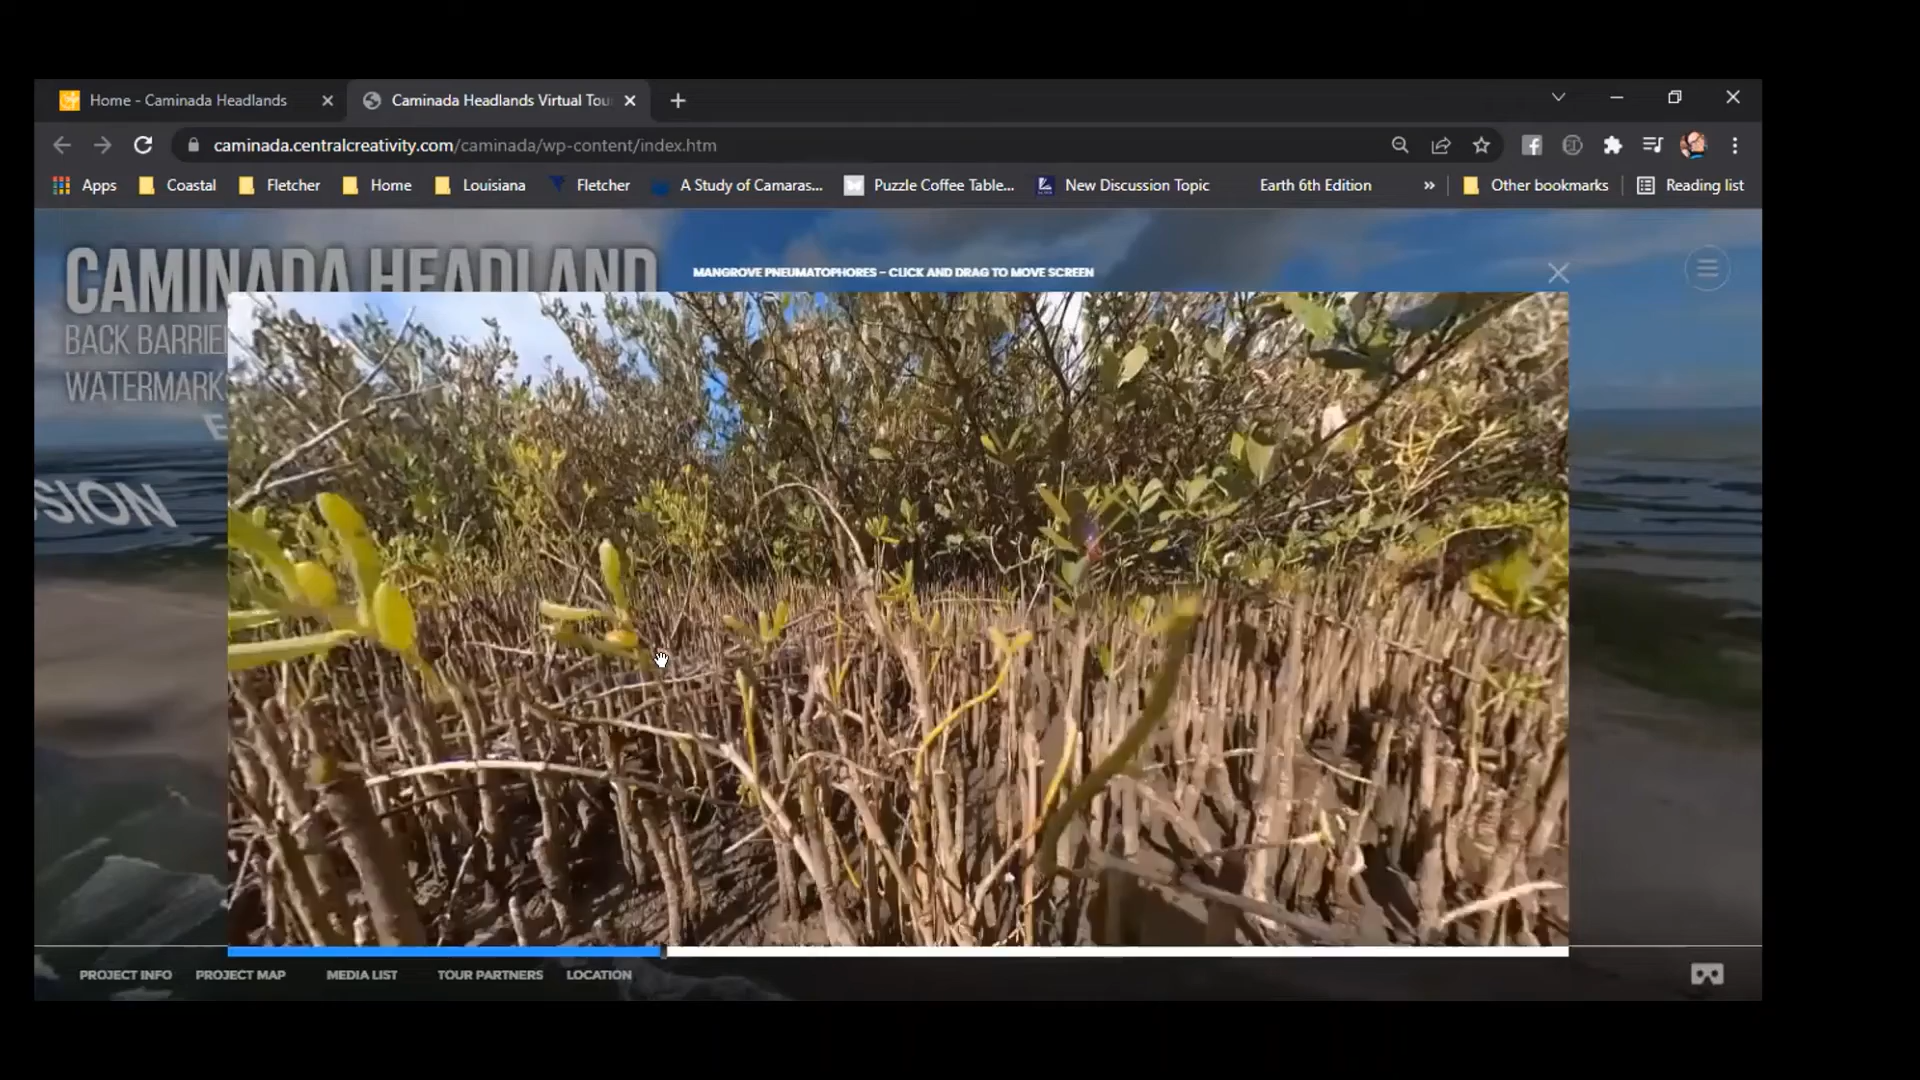 Home - Caminada Headlands
Caminada Headlands Virtual Tou
caminada.centralcreativity.com/caminada/wp-content/index.htm
Apps Coastal Fletcher Home Louisiana Fletcher A Study of Camaras... Puzzle Coffee Table... New Discussion Topic Earth 6th Edition » Other bookmarks Reading list
CAMINADA HEADLAND
MANGROVE PNEUMATOPHORES - CLICK AND DRAG TO MOVE SCREEN
BACK BARRIE
WATERMARK
E
SION
PROJECT INFO PROJECT MAP MEDIA LIST TOUR PARTNERS LOCATION